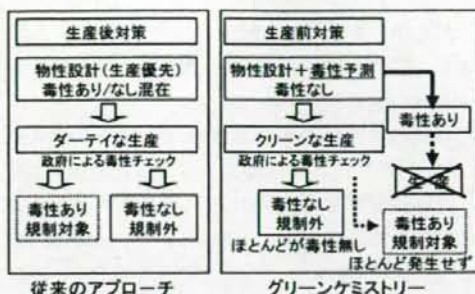 生産後対策
物性設計(生産優先)
毒性あり/なし混在
ダーテイな生産
政府による毒性チェック
毒性あり
規制対象
毒性なし
規制外
従来のアプローチ
生産前対策
物性設計+毒性予測
毒性なし
毒性あり
クリーンな生産
政府による毒性チェック
生産
毒性なし
規制外
ほとんどが毒性無し
毒性あり
規制対象
ほとんど発生せず
グリーンケミストリー